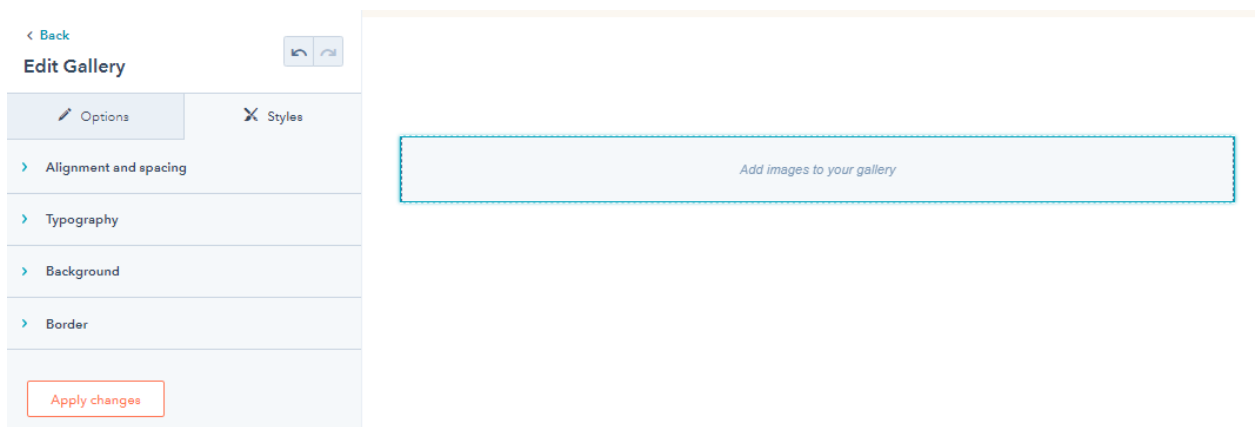 Back
Edit Gallery
Options
Styles
Alignment and spacing
Add images to your gallery
Typography
Background
Border
Apply changes